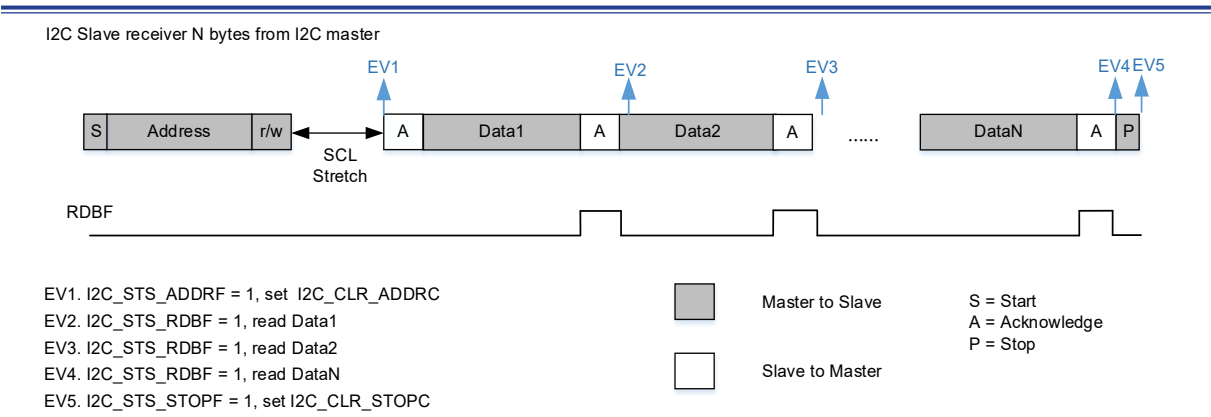 I2C Slave receiver N bytes from I2C master
EV1 EV2 EV3 EV4 EV5
S Address r/w A Data1 A Data2 A ...... DataN A P
SCL
Stretch
RDBF
EV1. I2C_STS_ADDRF = 1, set I2C_CLR_ADDRC
EV2. I2C_STS_RDBF = 1, read Data1
EV3. I2C_STS_RDBF = 1, read Data2
EV4. I2C_STS_RDBF = 1, read DataN
EV5. I2C_STS_STOPF = 1, set I2C_CLR_STOPC
Master to Slave
Slave to Master
S = Start
A = Acknowledge
P = Stop